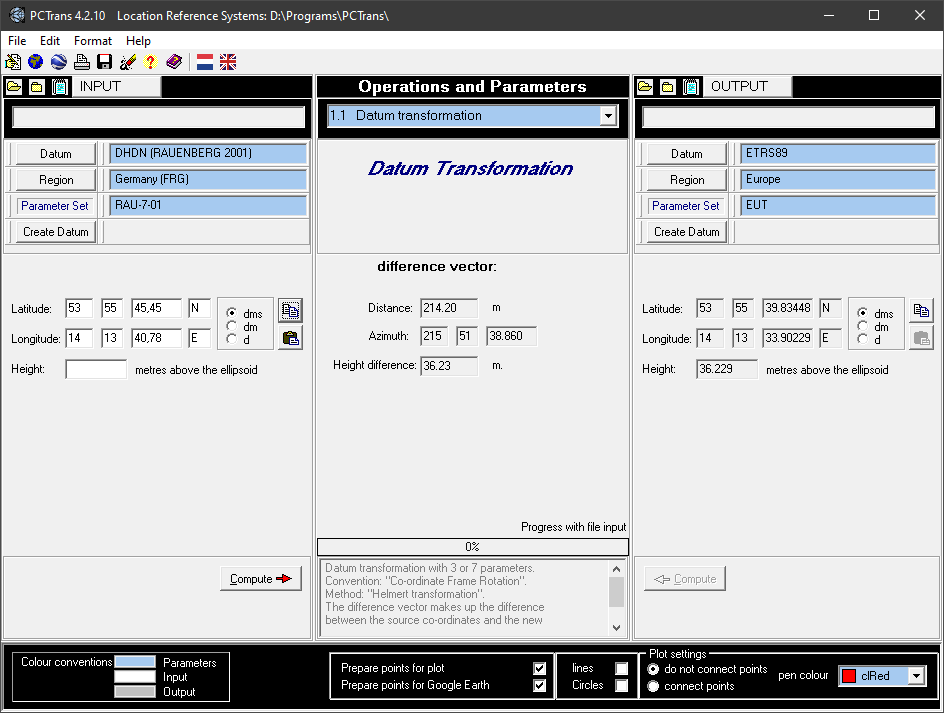 PCTrans 4.2.10 Location Reference Systems: D:\Programs\PCTrans\
File Edit Format Help
INPUT
Operations and Parameters
OUTPUT
1.1 Datum transformation
Datum DHDN (RAUENBERG 2001)
Region Germany (FRG)
Parameter Set RAU-7-01
Create Datum
Datum Transformation
Datum ETRS89
Region Europe
Parameter Set EUT
Create Datum
Latitude: 53 55 45,45 N
Longitude: 14 13 40,78 E
dms
dm
d
Height: metres above the ellipsoid
difference vector:
Distance: 214.20 m
Azimuth: 215 51 38.860
Height difference: 36.23 m.
Latitude: 53 55 39.83448 N
Longitude: 14 13 33.90229 E
dms
dm
d
Height: 36.229 metres above the ellipsoid
Progress with file input
0%
Compute
Datum transformation with 3 or 7 parameters.
Convention: "Co-ordinate Frame Rotation".
Method: "Helmert transformation".
The difference vector makes up the difference
between the source co-ordinates and the new
Compute
Colour conventions Parameters
Input
Output
Prepare points for plot
Prepare points for Google Earth
lines
Circles
Plot settings
do not connect points
connect points
pen colour clRed